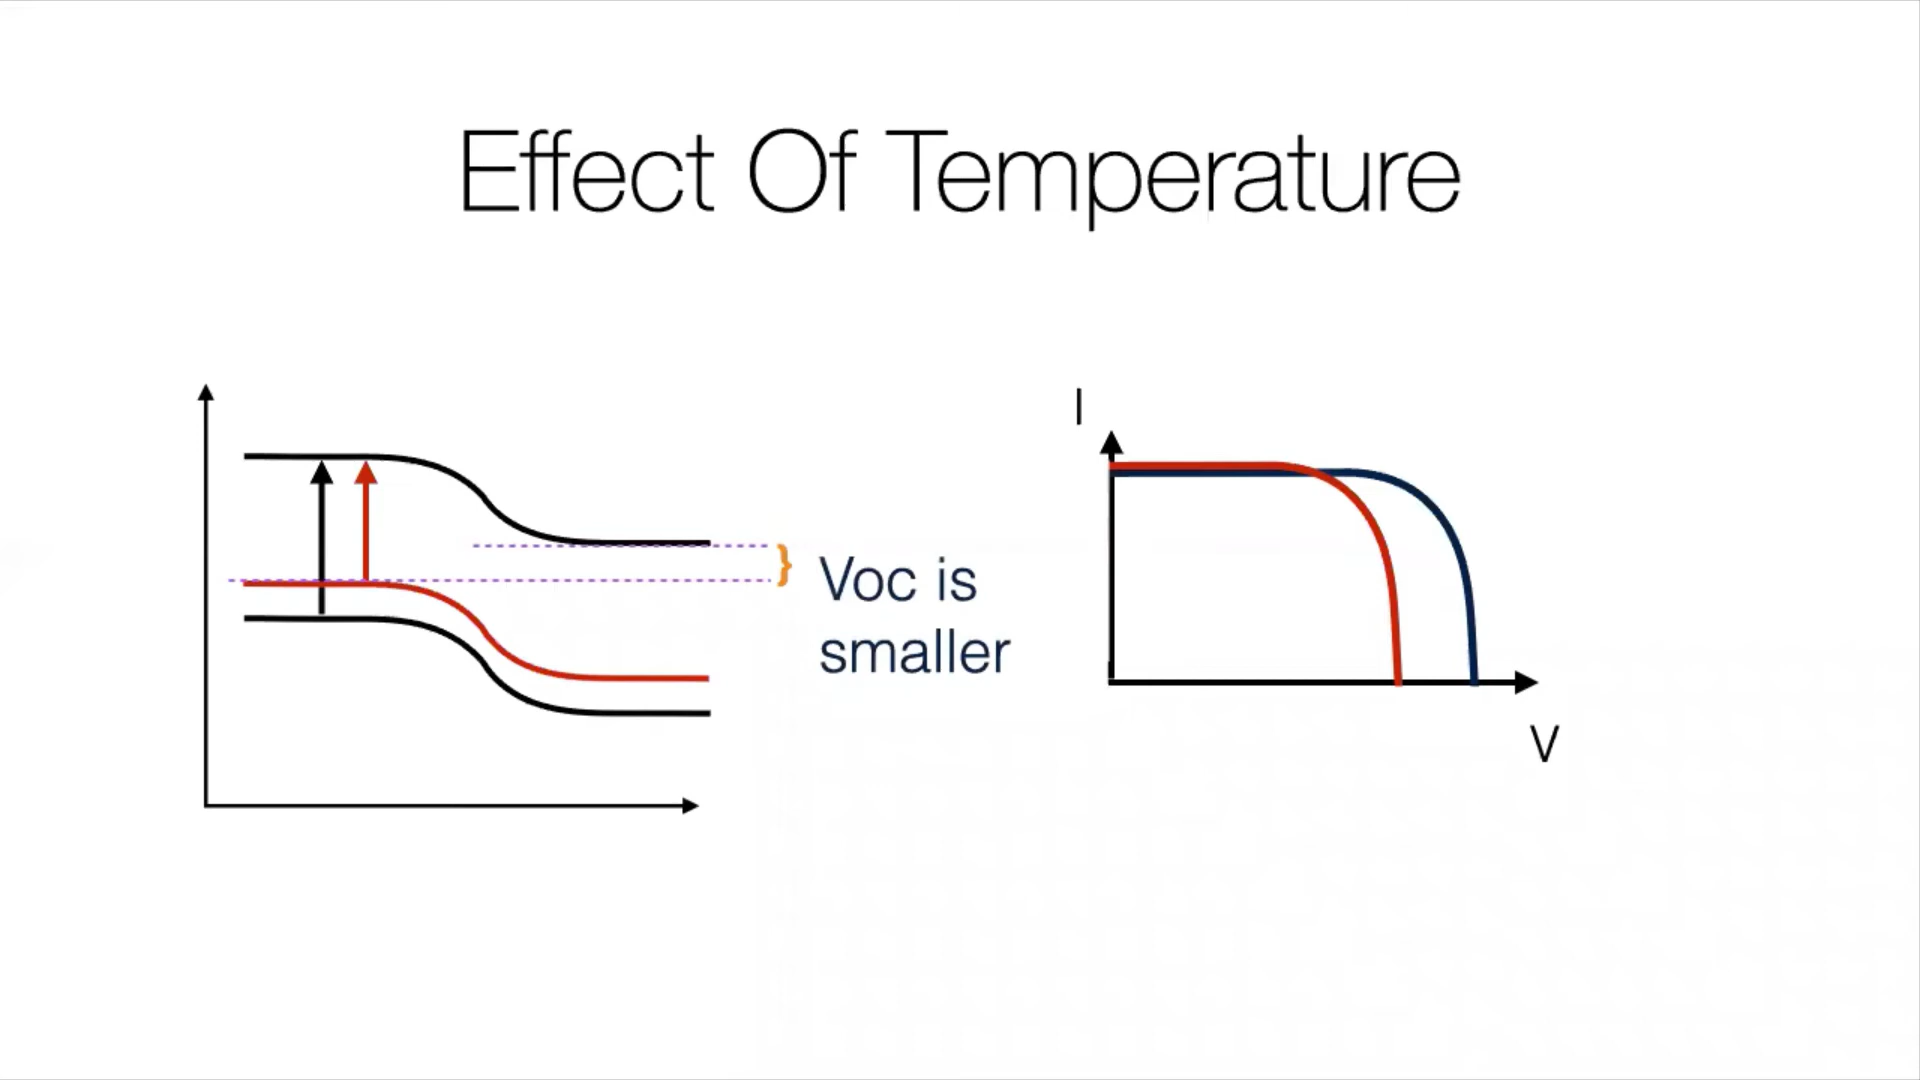 Effect Of Temperature
Voc is
smaller
I
V